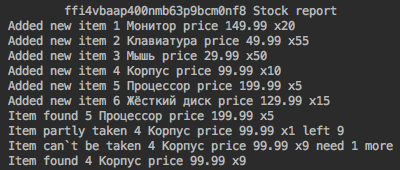 ffi4vbaap400nmb63p9bcm0nf8 Stock report
Added new item 1 Монитор price 149.99 x20
Added new item 2 Клавиатура price 49.99 x55
Added new item 3 Мышь price 29.99 x50
Added new item 4 Корпус price 99.99 x10
Added new item 5 Процессор price 199.99 x5
Added new item 6 Жёсткий диск price 129.99 x15
Item found 5 Процессор price 199.99 x5
Item partly taken 4 Корпус price 99.99 x1 left 9
Item can`t be taken 4 Корпус price 99.99 x9 need 1 more
Item found 4 Корпус price 99.99 x9